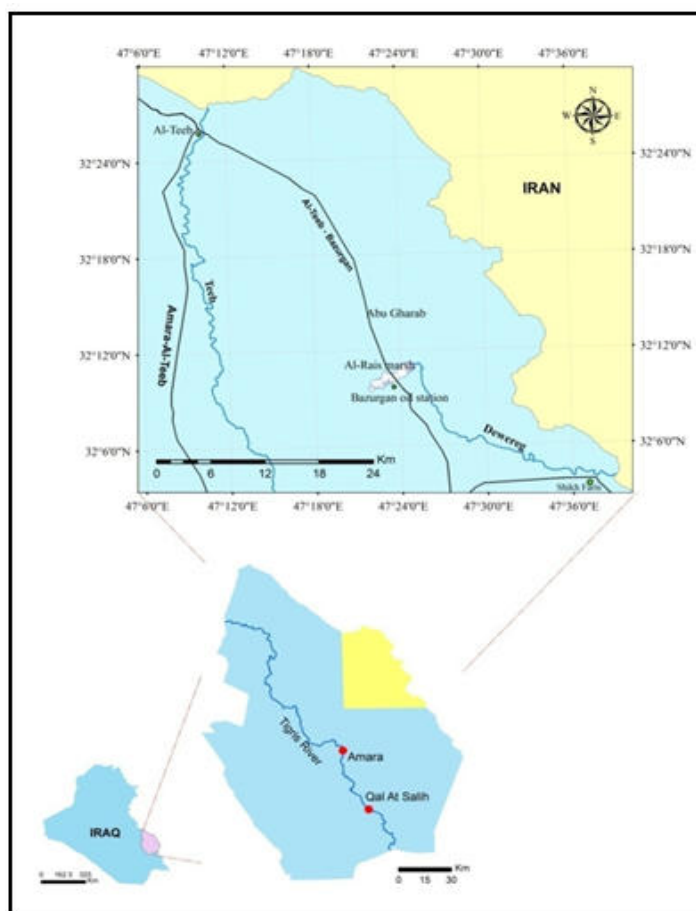 47°6'0"E 47°12'0"E 47°18'0"E 47°24'0"E 47°30'0"E 47°36'0"E
N
W E
S
Al-Teeb
32°24'0"N 32°24'0"N
IRAN
Al-Teeb - Bazurgan
32°18'0"N 32°18'0"N
Teeb
Amara-Al-Teeb
Abu Gharab
32°12'0"N 32°12'0"N
Al-Rais marsh
Bazurgan oil station
Dewereg
32°6'0"N 32°6'0"N
Km
0 6 12 18 24
Shikh Faris
47°6'0"E 47°12'0"E 47°18'0"E 47°24'0"E 47°30'0"E 47°36'0"E
Tigris River
Amara
Qal At Salih
IRAQ
Km
0 15 30
0
Km